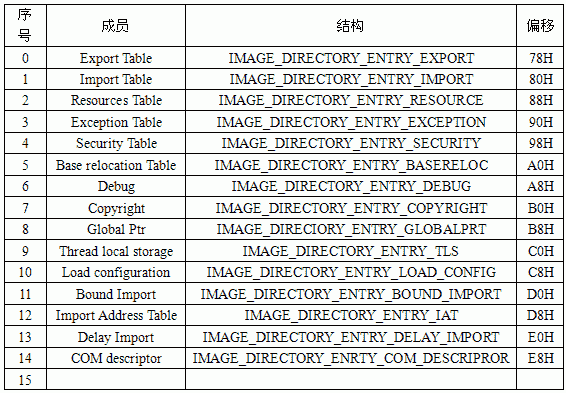 序号 成员 结构 偏移
0 Export Table IMAGE_DIRECTORY_ENTRY_EXPORT 78H
1 Import Table IMAGE_DIRECTORY_ENTRY_IMPORT 80H
2 Resources Table IMAGE_DIRECTORY_ENTRY_RESOURCE 88H
3 Exception Table IMAGE_DIRECTORY_ENTRY_EXCEPTION 90H
4 Security Table IMAGE_DIRECTORY_ENTRY_SECURITY 98H
5 Base relocation Table IMAGE_DIRECTORY_ENTRY_BASERELOC A0H
6 Debug IMAGE_DIRECTORY_ENTRY_DEBUG A8H
7 Copyright IMAGE_DIRECTORY_ENTRY_COPYRIGHT B0H
8 Global Ptr IMAGE_DIRECIORY_ENTRY_GLOBALPRT B8H
9 Thread local storage IMAGE_DIRECTORY_ENTRY_TLS C0H
10 Load configuration IMAGE_DIRECTORY_ENTRY_LOAD_CONFIG C8H
11 Bound Import IMAGE_DIRECTORY_ENTRY_BOUND_IMPORT D0H
12 Import Address Table IMAGE_DIRECTORY_ENTRY_IAT D8H
13 Delay Import IMAGE_DIRECTORY_ENTRY_DELAY_IMPORT E0H
14 COM descriptor IMAGE_DIRECTORY_ENRTY_COM_DESCRIPROR E8H
15